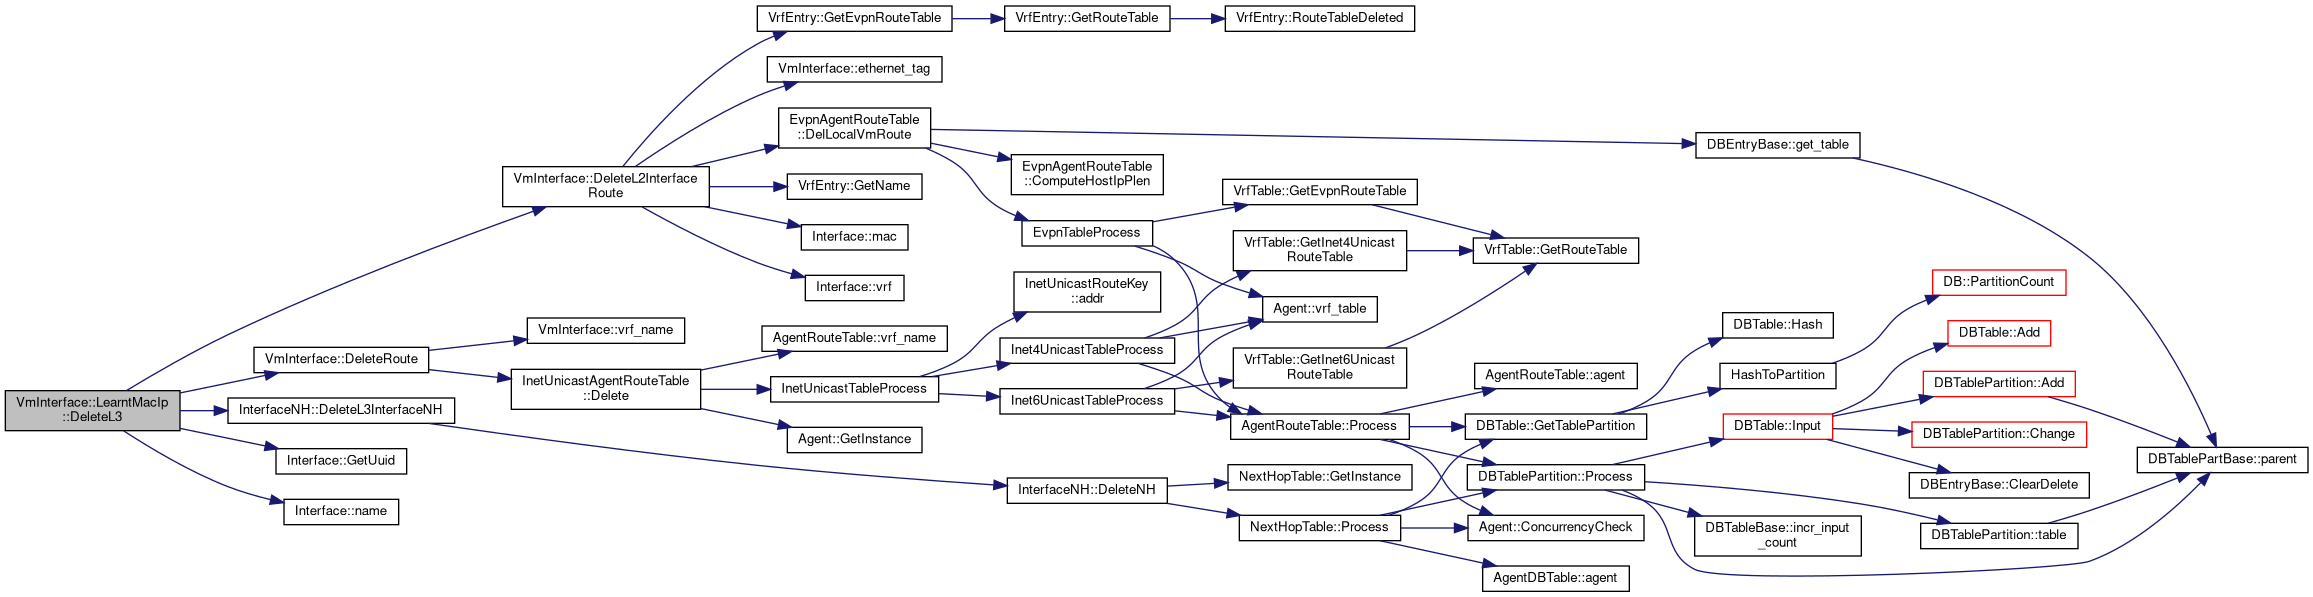 VrfEntry::GetEvpnRouteTable
VrfEntry::GetRouteTable
VrfEntry::RouteTableDeleted
VmInterface::ethernet_tag
EvpnAgentRouteTable
::DelLocalVmRoute
DBEntryBase::get_table
EvpnAgentRouteTable
::ComputeHostIpPlen
VmInterface::DeleteL2Interface
Route
VrfEntry::GetName
VrfTable::GetEvpnRouteTable
Interface::mac
EvpnTableProcess
VrfTable::GetInet4Unicast
RouteTable
VrfTable::GetRouteTable
Interface::vrf
InetUnicastRouteKey
::addr
DB::PartitionCount
Agent::vrf_table
VmInterface::vrf_name
AgentRouteTable::vrf_name
DBTable::Hash
DBTable::Add
VmInterface::DeleteRoute
Inet4UnicastTableProcess
VrfTable::GetInet6Unicast
RouteTable
AgentRouteTable::agent
HashToPartition
DBTablePartition::Add
InetUnicastAgentRouteTable
::Delete
InetUnicastTableProcess
Inet6UnicastTableProcess
VmInterface::LearntMacIp
::DeleteL3
InterfaceNH::DeleteL3InterfaceNH
AgentRouteTable::Process
DBTable::GetTablePartition
DBTable::Input
DBTablePartition::Change
Agent::GetInstance
Interface::GetUuid
DBTablePartBase::parent
NextHopTable::GetInstance
DBTablePartition::Process
DBEntryBase::ClearDelete
InterfaceNH::DeleteNH
Interface::name
NextHopTable::Process
Agent::ConcurrencyCheck
DBTableBase::incr_input
_count
DBTablePartition::table
AgentDBTable::agent